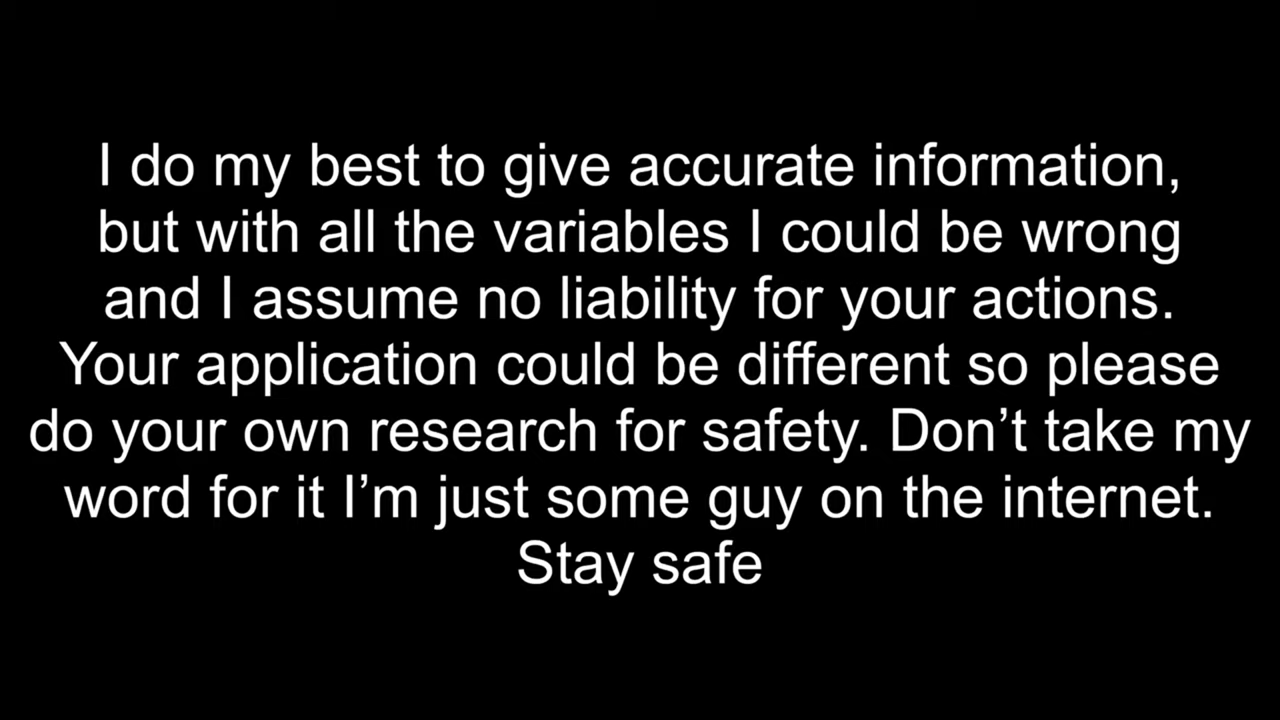 I do my best to give accurate information,
but with all the variables I could be wrong
and I assume no liability for your actions.
Your application could be different so please
do your own research for safety. Don’t take my
word for it I’m just some guy on the internet.
Stay safe